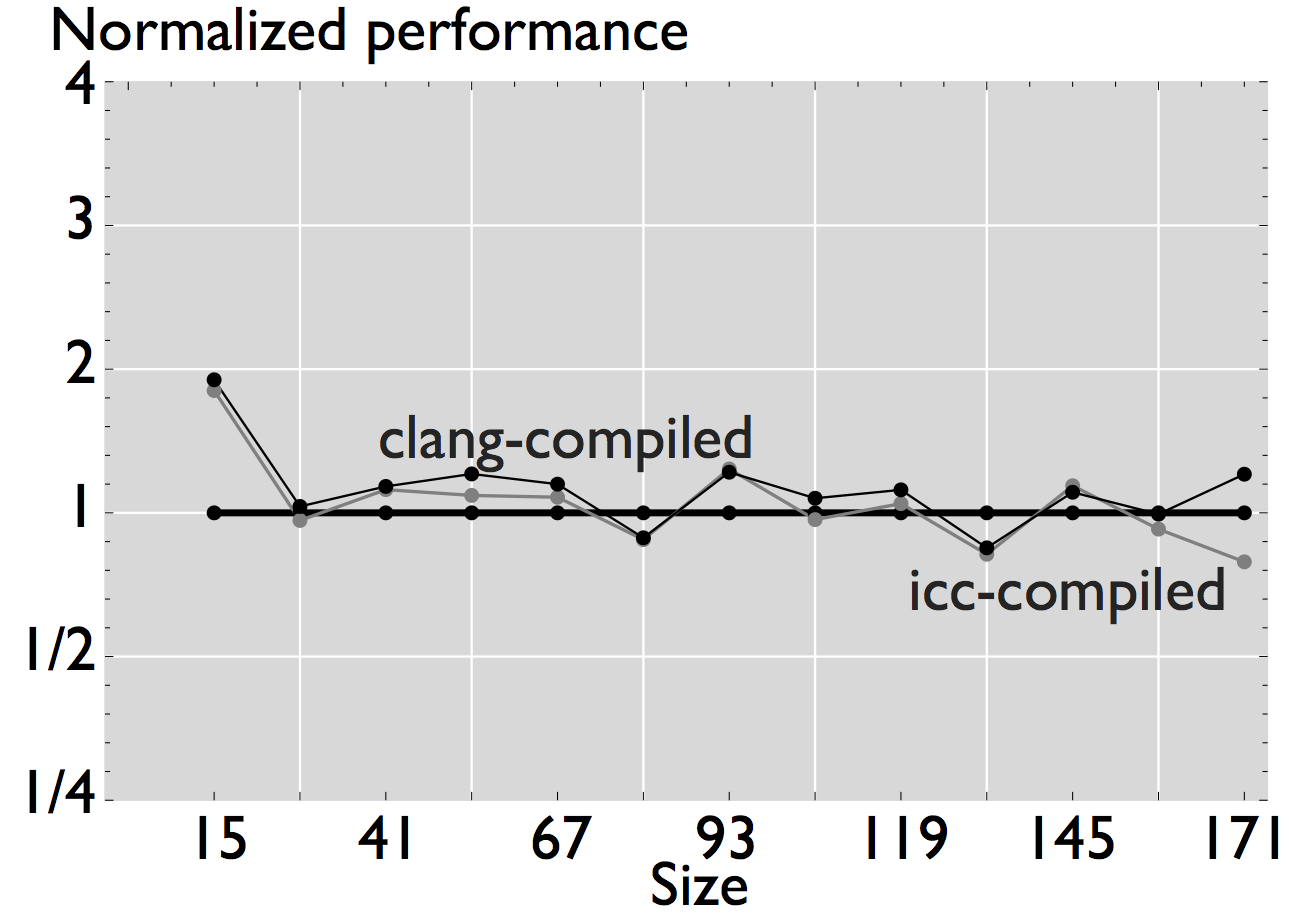 Normalized performance
4
3
2
clang-compiled
1
icc-compiled
1/2
1/4
15 41 67 93 119 145 171
Size